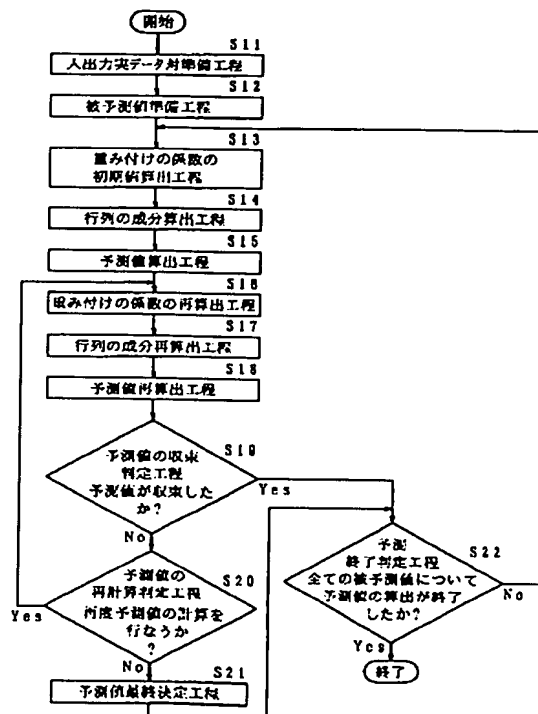 開始
S11
入出力実データ対準備工程
S12
被予測値準備工程
S13
重み付けの係数の
初期値算出工程
S14
行列の成分算出工程
S15
予測値算出工程
S16
重み付けの係数の再算出工程
S17
行列の成分再算出工程
S18
予測値再算出工程
S19
予測値の収束
判定工程
予測値が収束した
か?
Yes
No
S20
予測値の
再計算判定工程
再度予測値の計算を
行なうか
?
Yes
No
S21
予測値最終決定工程
S22
予測
終了判定工程
全ての被予測値について
予測値の算出が終了
したか?
No
Yes
終了